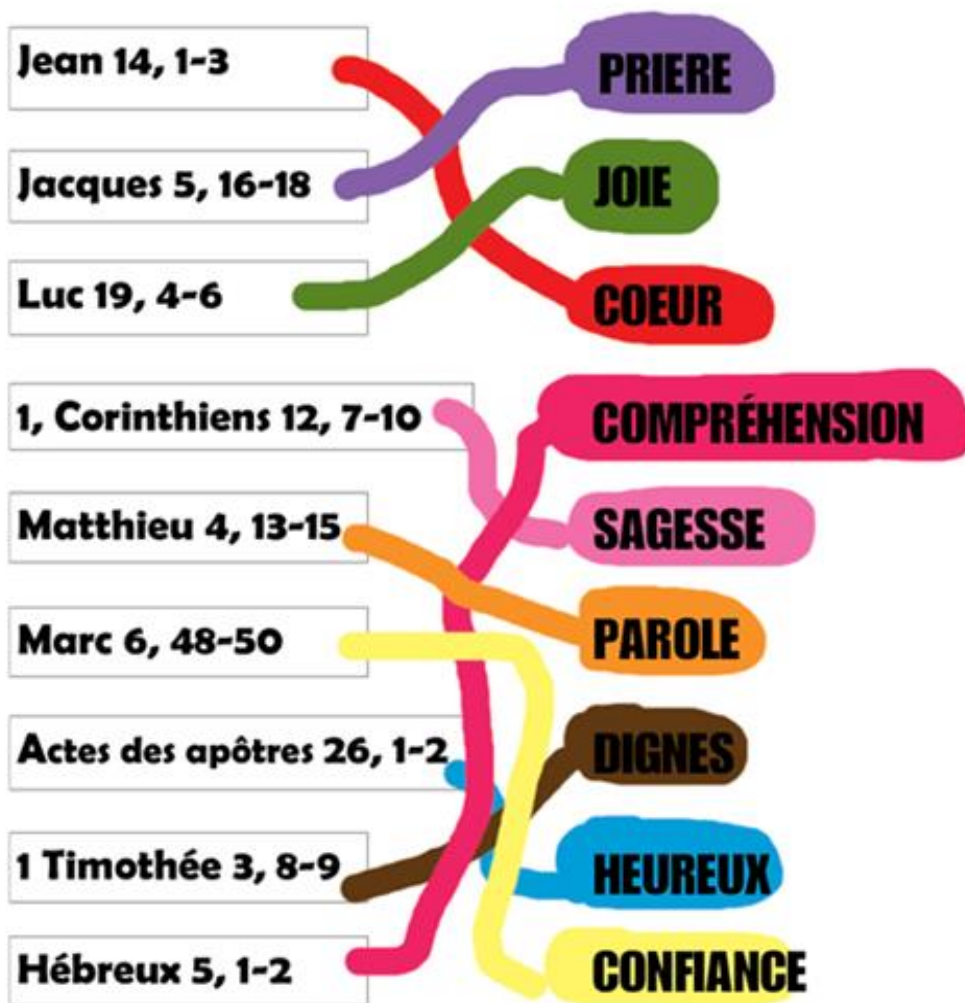 Jean 14, 1-3
PRIERE
Jacques 5, 16-18
JOIE
Luc 19, 4-6
COEUR
1, Corinthiens 12, 7-10
COMPRÉHENSION
Matthieu 4, 13-15
SAGESSE
Marc 6, 48-50
PAROLE
Actes des apôtres 26, 1-2
DIGNES
1 Timothée 3, 8-9
HEUREUX
Hébreux 5, 1-2
CONFIANCE